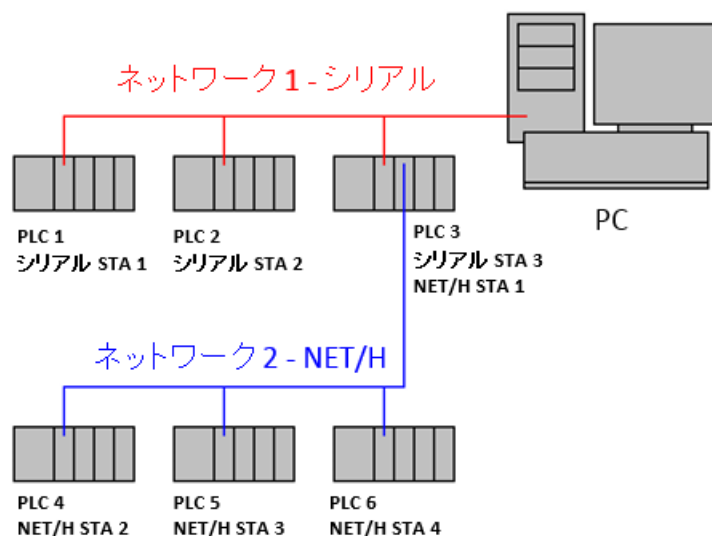 ネットワーク 1 - シリアル
PC
PLC 1
シリアル STA 1
PLC 2
シリアル STA 2
PLC 3
シリアル STA 3
NET/H STA 1
ネットワーク 2 - NET/H
PLC 4
NET/H STA 2
PLC 5
NET/H STA 3
PLC 6
NET/H STA 4